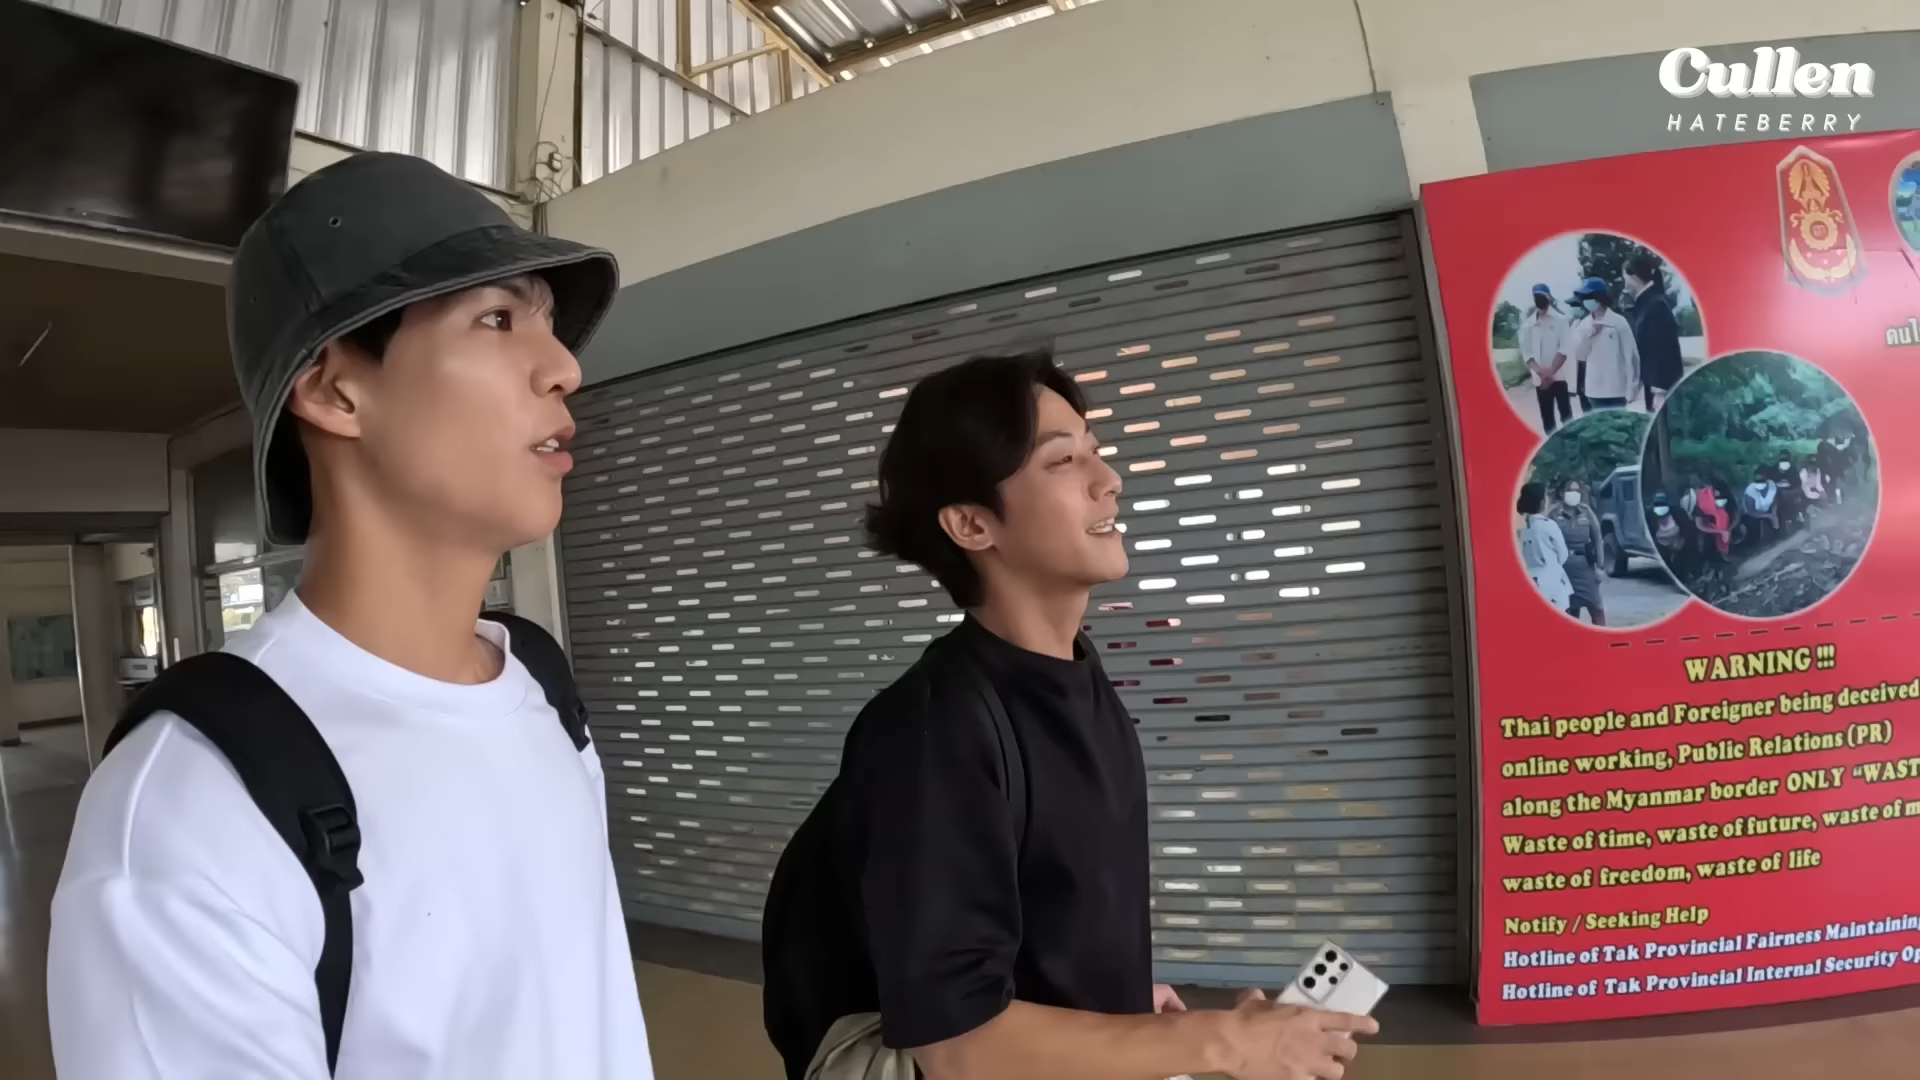 Cullen
HATEBERRY
WARNING !!!
Thai people and Foreigner being deceived
online working, Public Relations (PR)
along the Myanmar border ONLY “WAST
Waste of time, waste of future, waste of m
waste of freedom, waste of life
Notify / Seeking Help
Hotline of Tak Provincial Fairness Maintaining
Hotline of Tak Provincial Internal Security Op